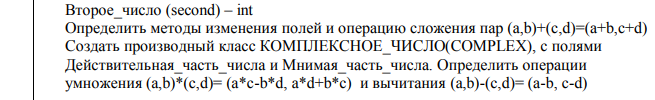 Второе_число (second) – int
Определить методы изменения полей и операцию сложения пар (a,b)+(c,d)=(a+b,c+d)
Создать производный класс КОМПЛЕКСНОЕ_ЧИСЛО(COMPLEX), с полями
Действительная_часть_числа и Мнимая_часть_числа. Определить операции
умножения (a,b)*(c,d)= (a*c-b*d, a*d+b*c)  и вычитания (a,b)-(c,d)= (a-b, c-d)